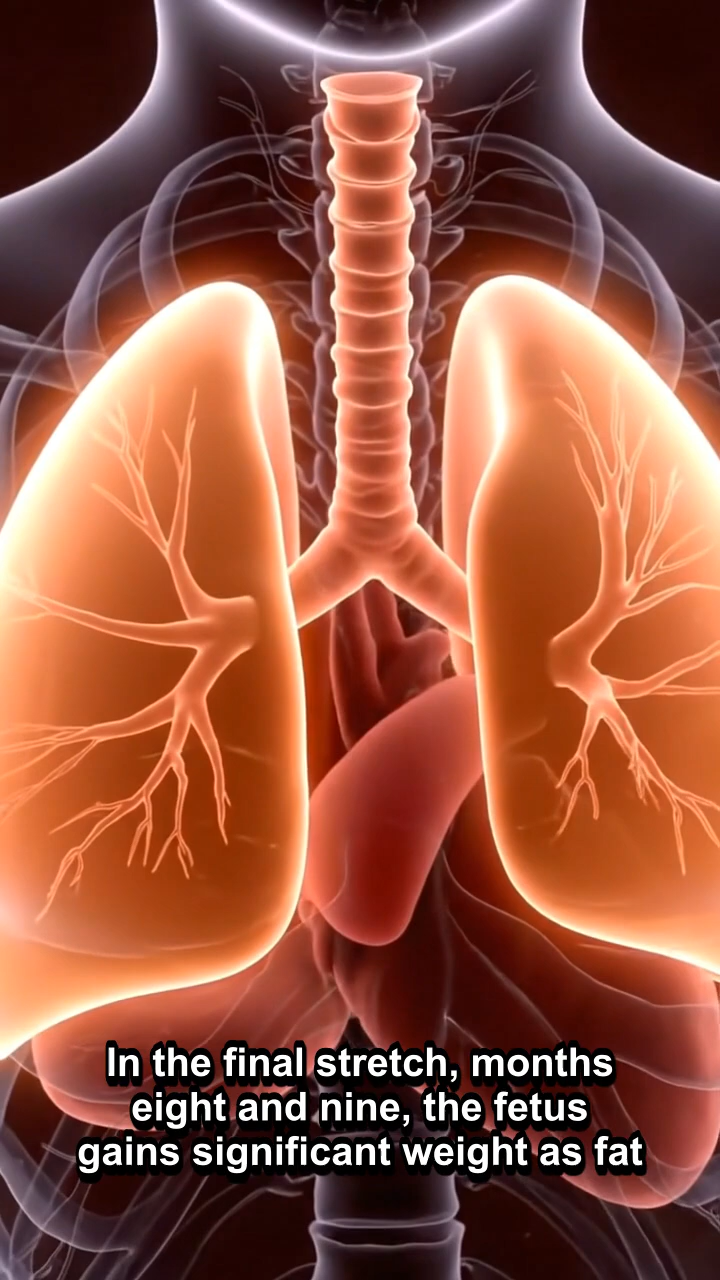 In the final stretch, months
eight and nine, the fetus
gains significant weight as fat